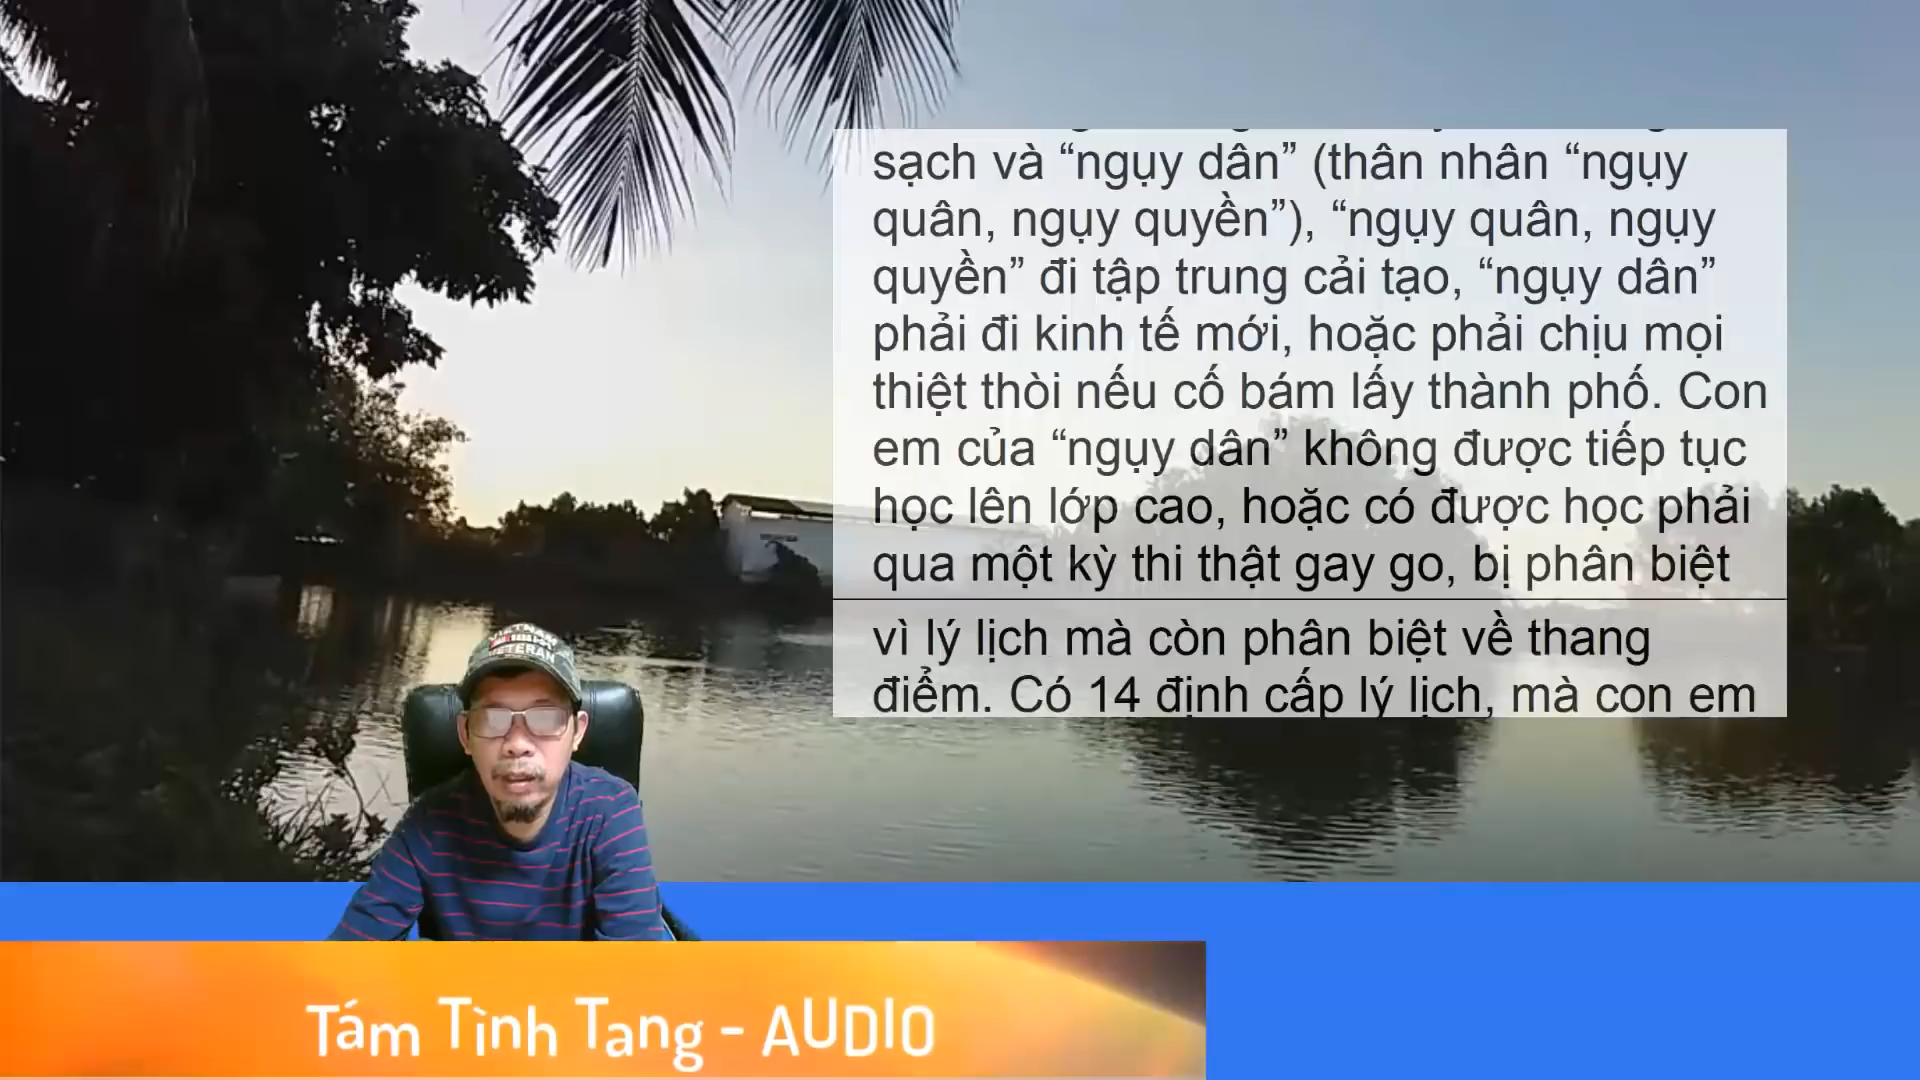 sạch và “ngụy dân” (thân nhân “ngụy
quân, ngụy quyền”), “ngụy quân, ngụy
quyền” đi tập trung cải tạo, “ngụy dân”
phải đi kinh tế mới, hoặc phải chịu mọi
thiệt thòi nếu cố bám lấy thành phố. Con
em của “ngụy dân” không được tiếp tục
học lên lớp cao, hoặc có được học phải
qua một kỳ thi thật gay go, bị phân biệt
vì lý lịch mà còn phân biệt về thang
điểm. Có 14 định cấp lý lịch, mà con em
VIETNAM
VETERAN
Tám Tình Tang - AUDIO